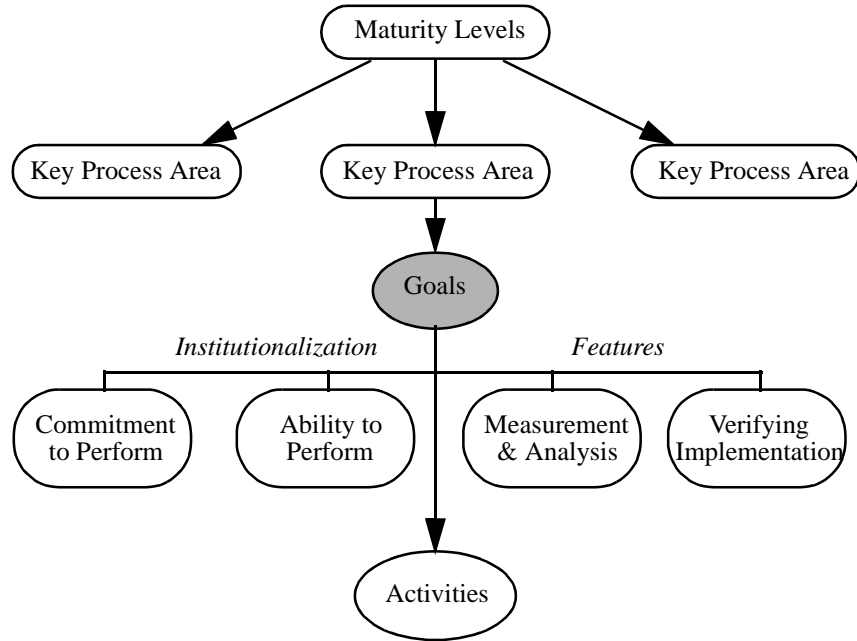 Maturity Levels
Key Process Area
Key Process Area
Key Process Area
Goals
Institutionalization
Features
Commitment
to Perform
Ability to
Perform
Measurement
& Analysis
Verifying
Implementation
Activities